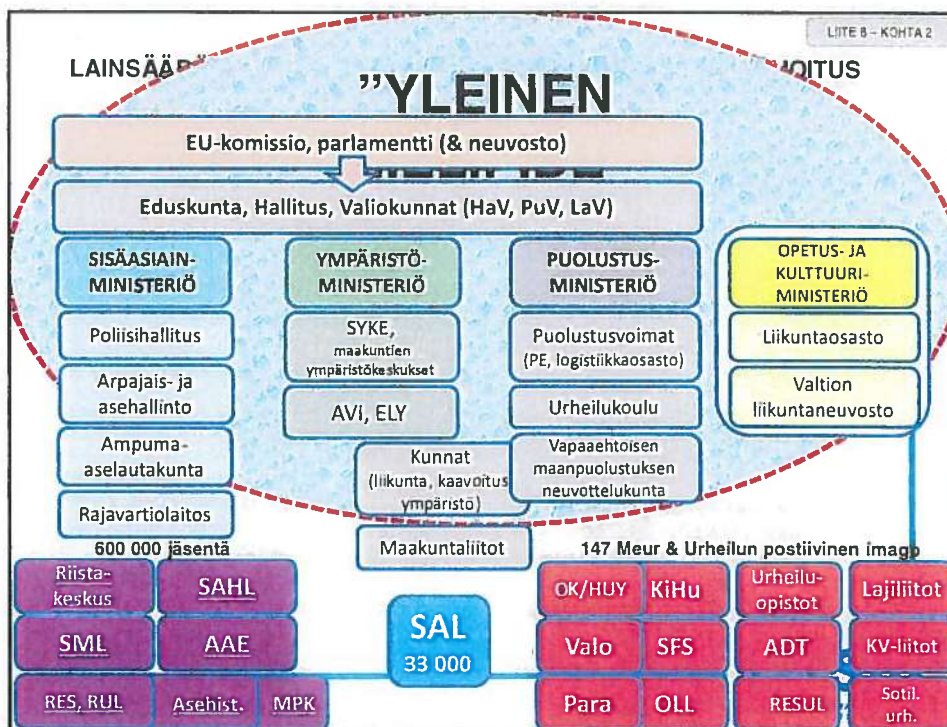 LIITE 8 – KOHTA 2
"YLEINEN
EU-komissio, parlamentti (& neuvosto)
Eduskunta, Hallitus, Valiokunnat (HaV, PuV, LaV)
SISÄASIAIN-
MINISTERIÖ
Poliisihallitus
Arpajais- ja
asehallinto
Ampuma-
aselautakunta
Rajavartiolaitos
YMPÄRISTÖ-
MINISTERIÖ
SYKE,
maakuntien
ympäristökeskukset
AVI, ELY
Kunnat
(liikunta, kaavoitus
ympäristö)
Maakuntaliitot
PUOLUSTUS-
MINISTERIÖ
Puolustusvoimat
(PE, logistiikkaosasto)
Urheilukoulu
Vapaaehtoisen
maanpuolustuksen
neuvottelukunta
OPETUS- JA
KULTTUURI-
MINISTERIÖ
Liikuntaosasto
Valtion
liikuntaneuvosto
600 000 jäsentä
Riista-
keskus
SAHL
SML
AAE
RES, RUL
Asehist.
MPK
SAL
33 000
147 Meur & Urheilun postiivinen imago
OK/HUY
KiHu
Urheilu-
opistot
Lajiliitot
Valo
SFS
ADT
KV-liitot
Para
OLL
RESUL
Sotil.
urh.